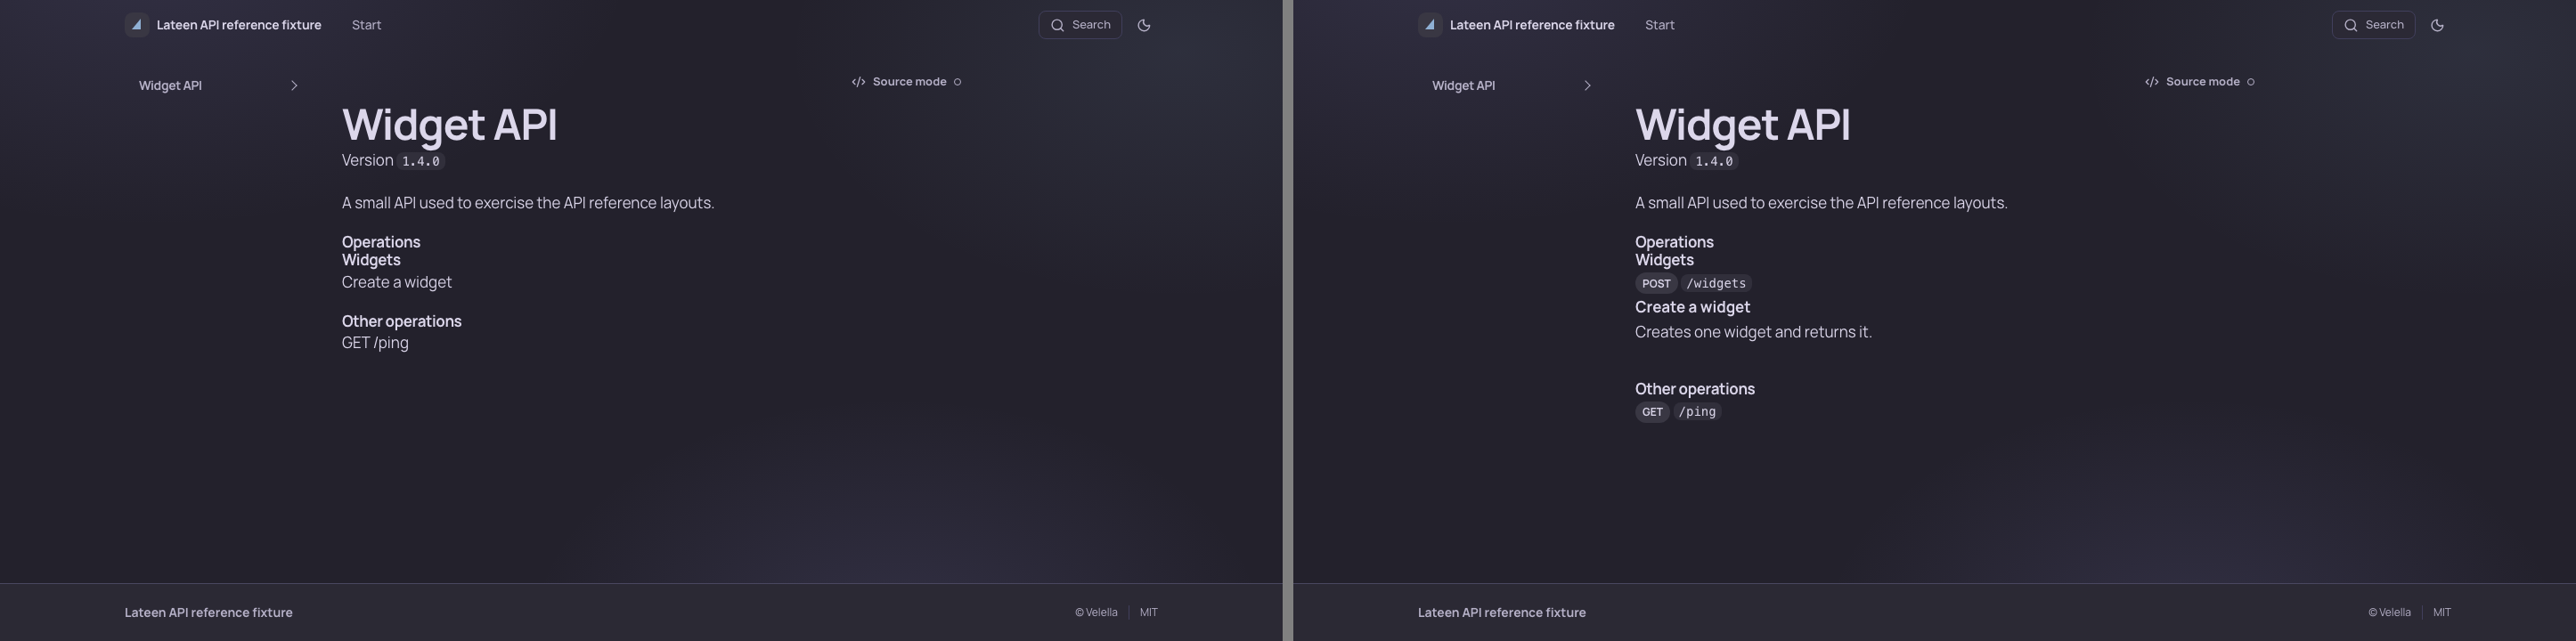 Lateen API reference fixture
Start
Search
Widget API
Source mode
Widget API
Version 1.4.0
A small API used to exercise the API reference layouts.
Operations
Widgets
Create a widget
Other operations
GET /ping
Lateen API reference fixture
© Velella
MIT
Lateen API reference fixture
Start
Search
Widget API
Source mode
Widget API
Version 1.4.0
A small API used to exercise the API reference layouts.
Operations
Widgets
POST /widgets
Create a widget
Creates one widget and returns it.
Other operations
GET /ping
Lateen API reference fixture
© Velella
MIT